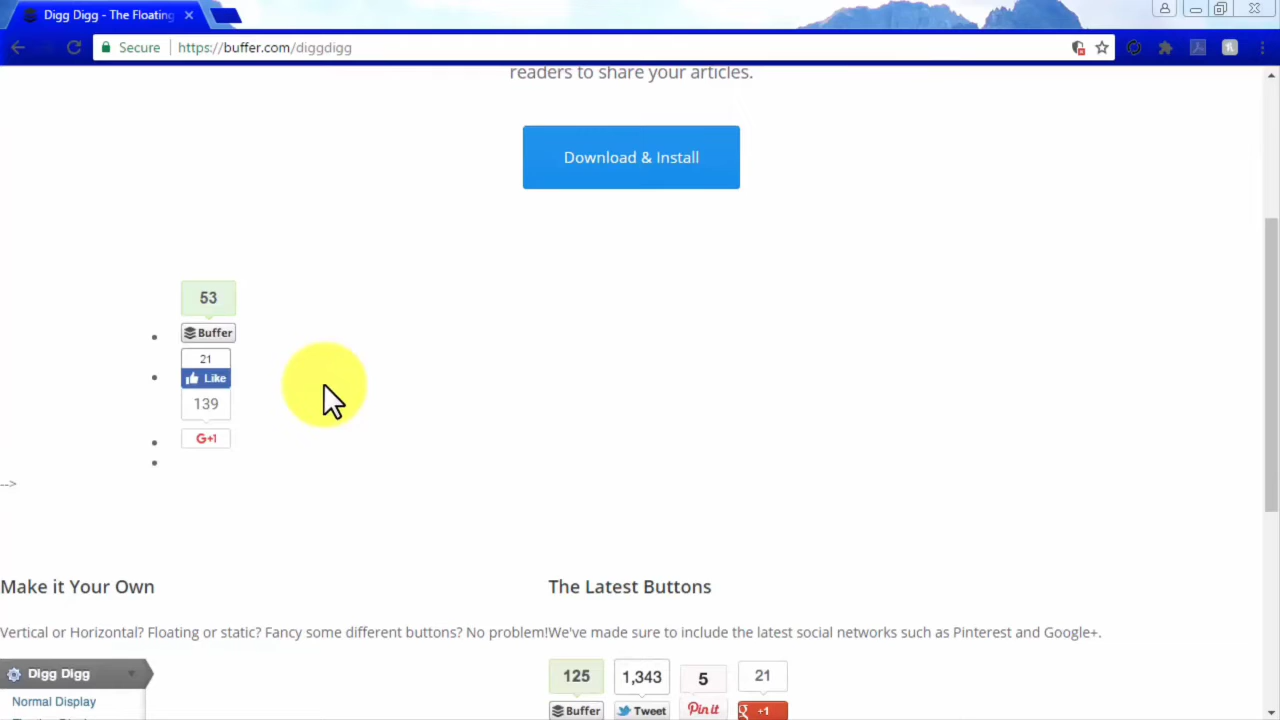 Digg Digg - The Floating
Secure https://buffer.com/diggdigg
readers to share your articles.
Download & Install
53
Buffer
21
Like
139
G+1
-->
Make it Your Own
Vertical or Horizontal? Floating or static? Fancy some different buttons? No problem!
Digg Digg
Normal Display
The Latest Buttons
We've made sure to include the latest social networks such as Pinterest and Google+.
125 1,343 5 21
Buffer Tweet Pin it g +1